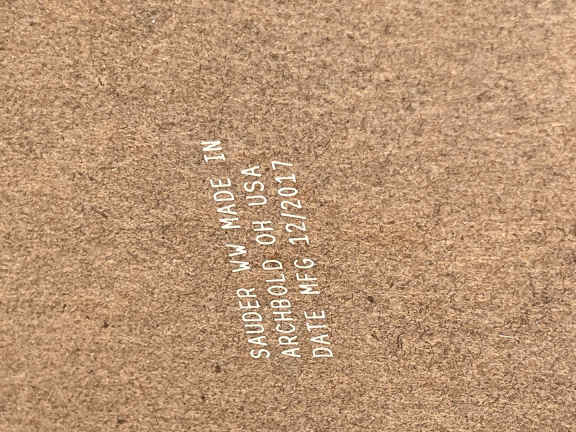 SAUDER WW MADE IN
ARCHBOLD OH USA
DATE MFG 12/2017